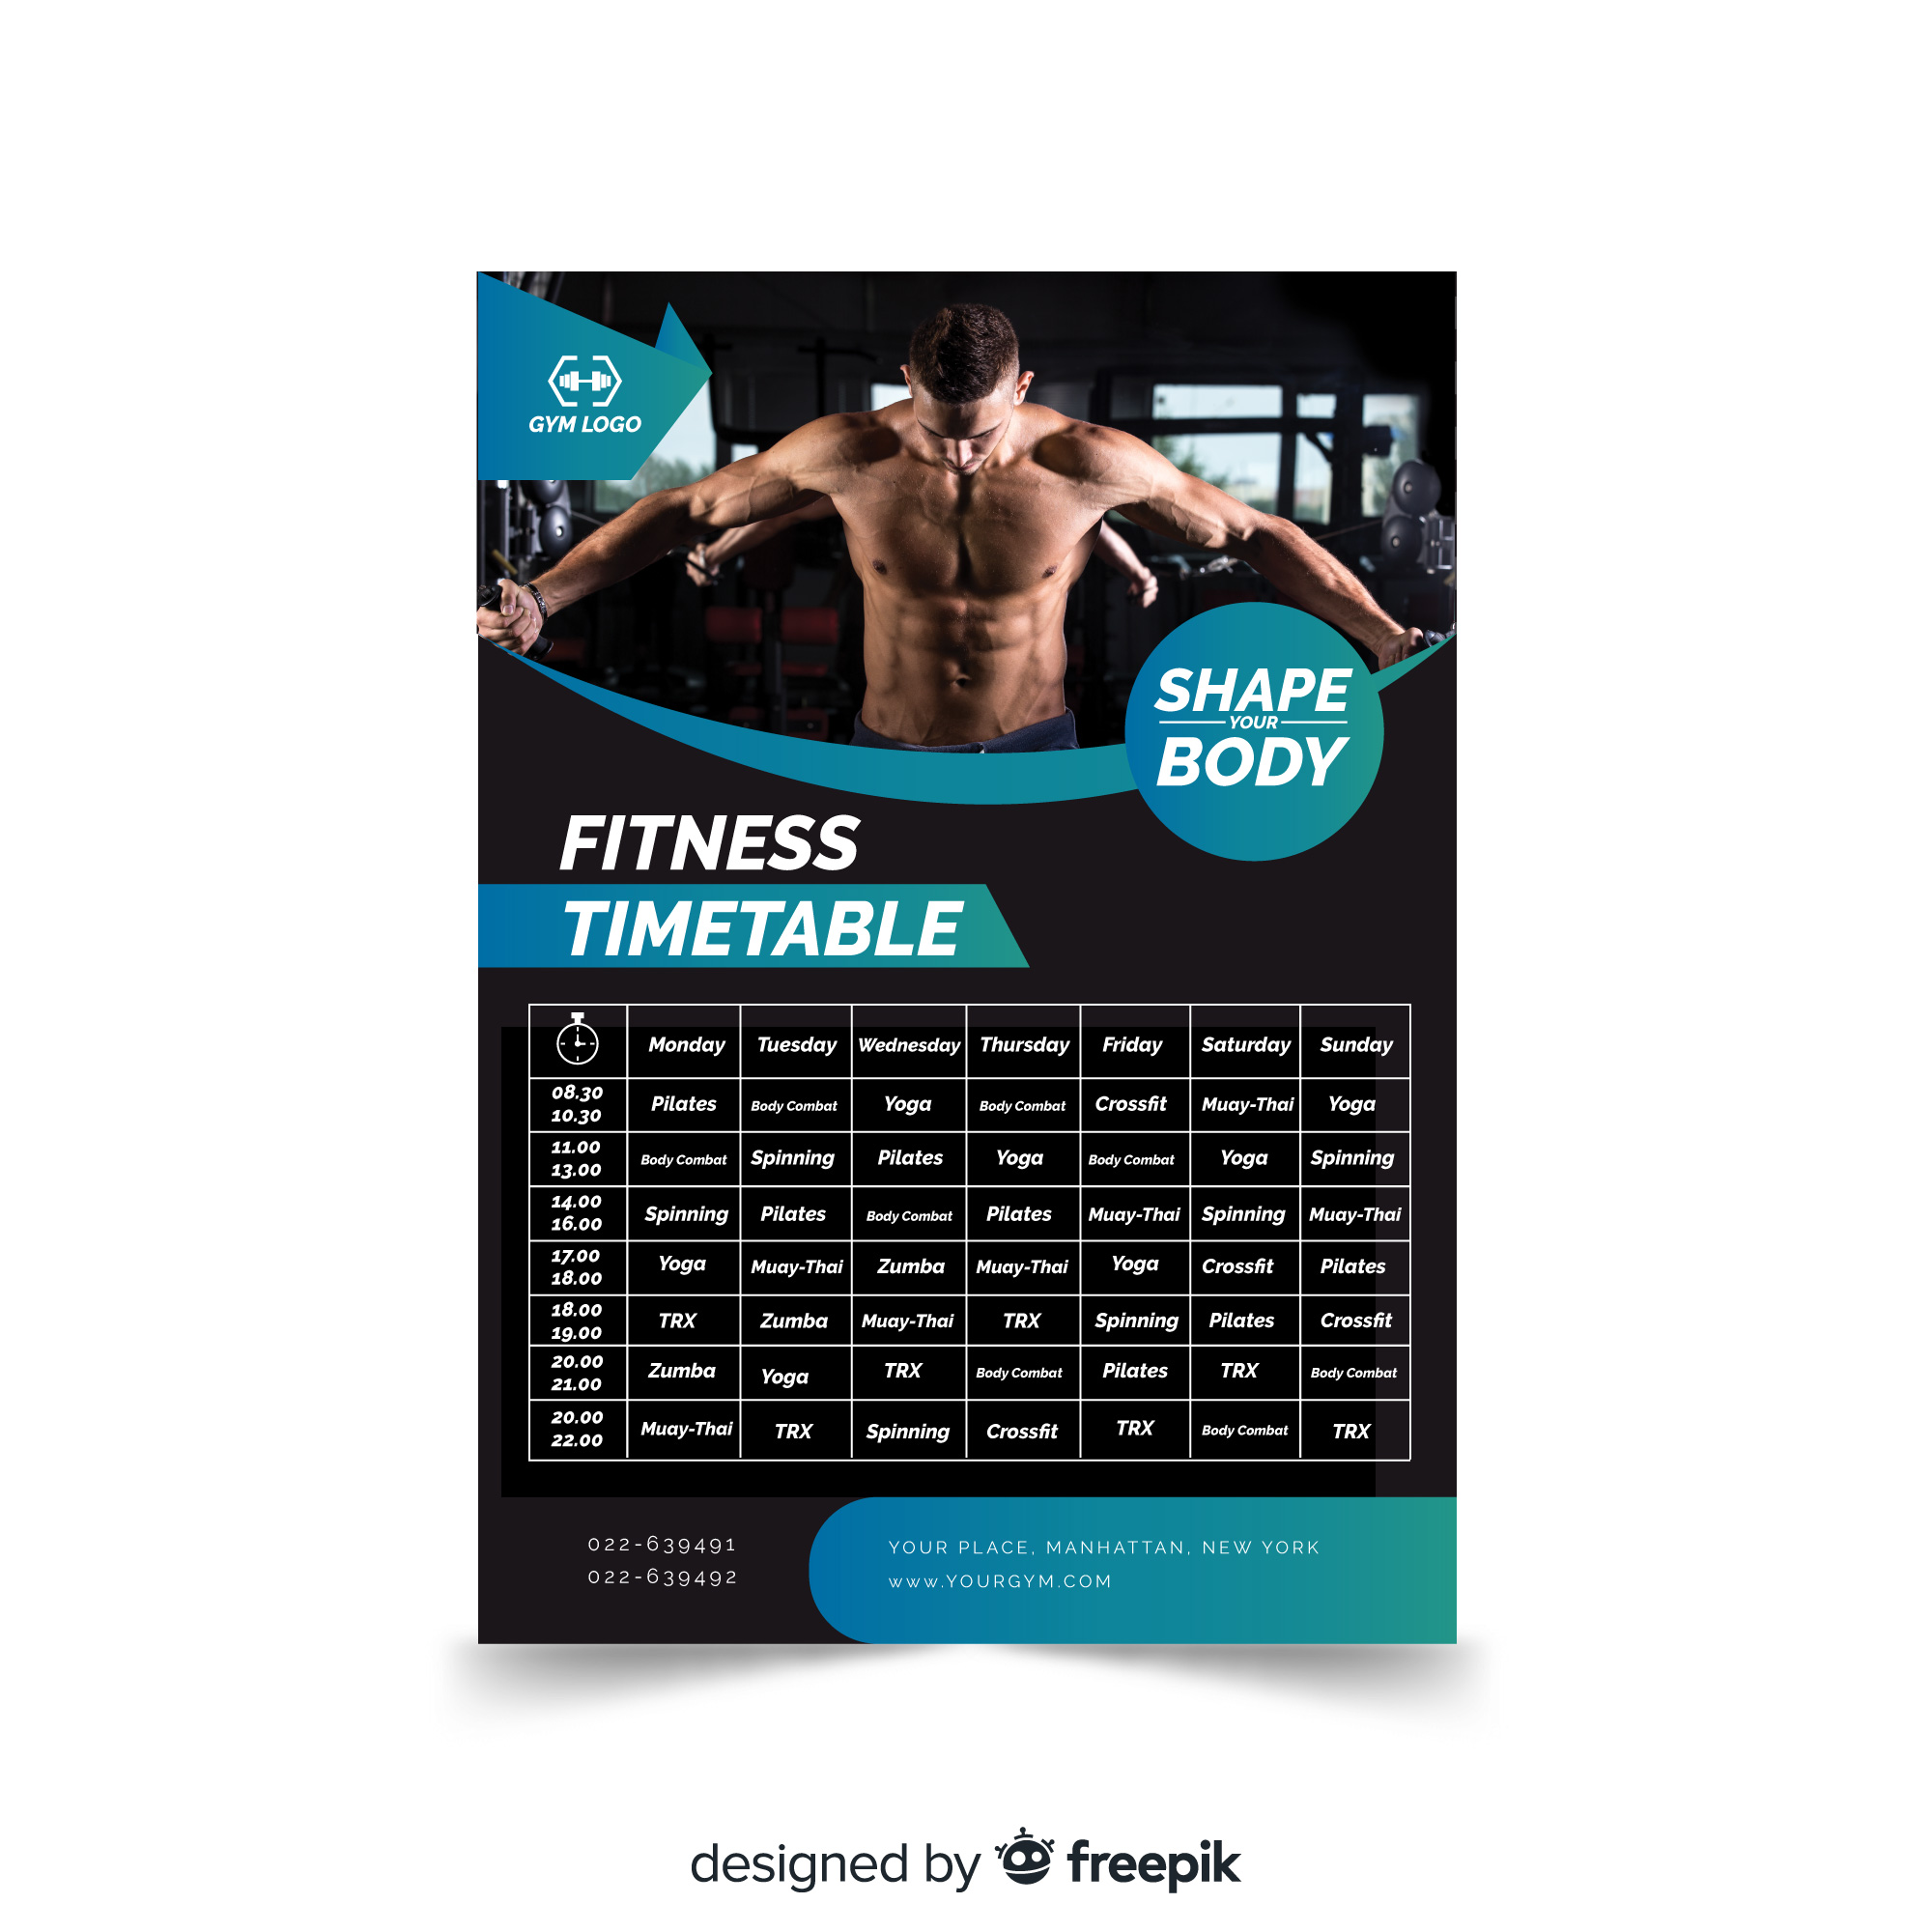 GYM LOGO
SHAPE
YOUR
BODY
FITNESS
TIMETABLE
Monday Tuesday Wednesday Thursday Friday Saturday Sunday
08.30
10.30
Pilates Body Combat Yoga Body Combat Crossfit Muay-Thai Yoga
11.00
13.00
Body Combat Spinning Pilates Yoga Body Combat Yoga Spinning
14.00
16.00
Spinning Pilates Body Combat Pilates Muay-Thai Spinning Muay-Thai
17.00
18.00
Yoga Muay-Thai Zumba Muay-Thai Yoga Crossfit Pilates
18.00
19.00
TRX Zumba Muay-Thai TRX Spinning Pilates Crossfit
20.00
21.00
Zumba Yoga TRX Body Combat Pilates TRX Body Combat
20.00
22.00
Muay-Thai TRX Spinning Crossfit TRX Body Combat TRX
022-639491
022-639492
YOUR PLACE, MANHATTAN, NEW YORK
www.YOURGYM.COM
designed by freepik